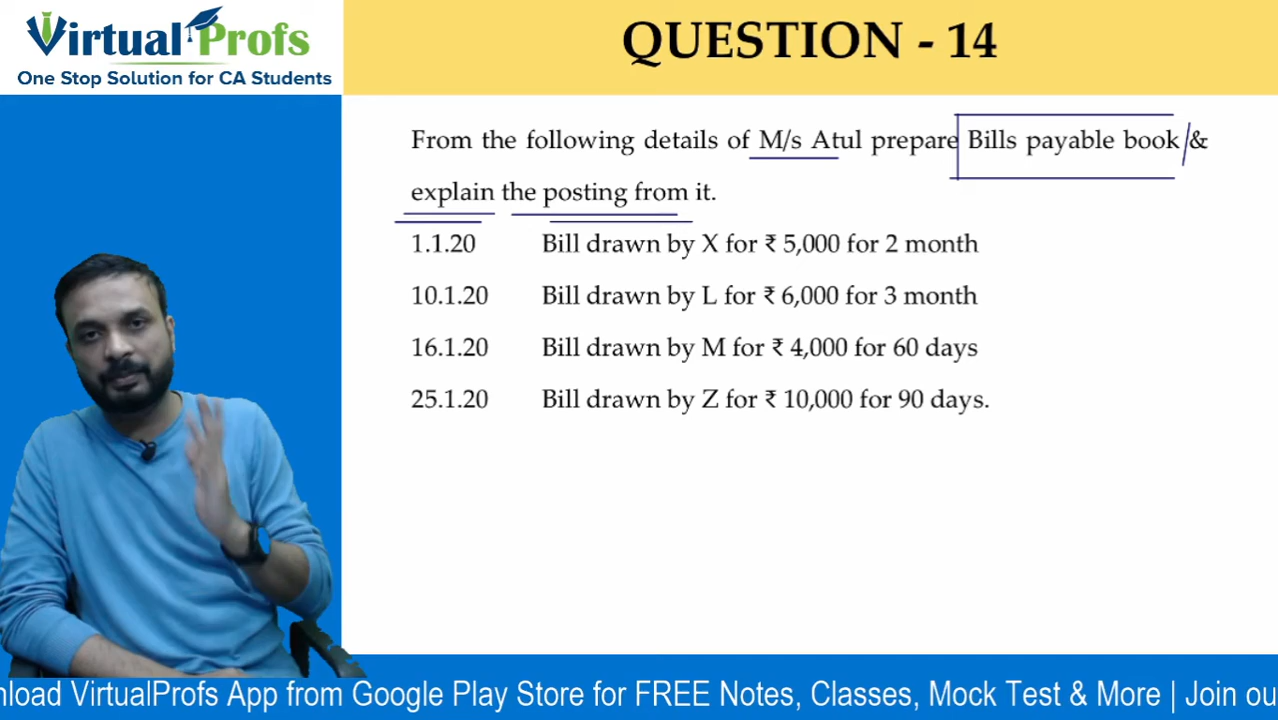 Virtual Profs
One Stop Solution for CA Students
QUESTION - 14
From the following details of M/s Atul prepare Bills payable book &
explain the posting from it.
1.1.20 Bill drawn by X for ₹ 5,000 for 2 month
10.1.20 Bill drawn by L for ₹ 6,000 for 3 month
16.1.20 Bill drawn by M for ₹ 4,000 for 60 days
25.1.20 Bill drawn by Z for ₹ 10,000 for 90 days.
nload VirtualProfs App from Google Play Store for FREE Notes, Classes, Mock Test & More | Join ou